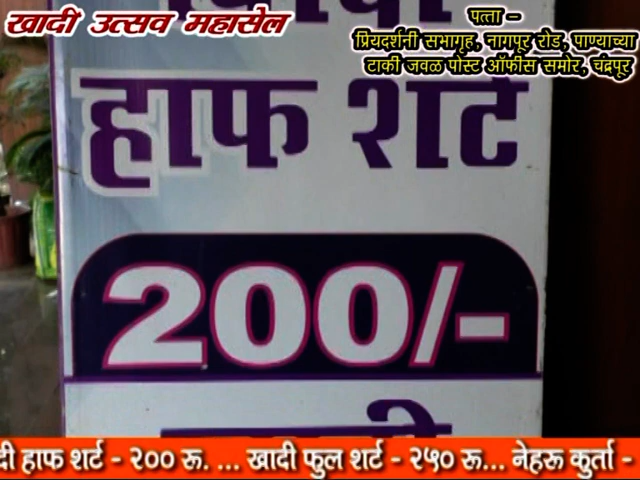 खादी उत्सव महासेल
पत्ता -
प्रियदर्शनी सभागृह, नागपूर रोड, पाण्याच्या
टाकी जवळ पोस्ट ऑफीस समोर, चंद्रपूर
हाफ शर्ट
200/-
दी हाफ शर्ट - २०० रू. ... खादी फुल शर्ट - २५० रू... नेहरू कुर्ता -